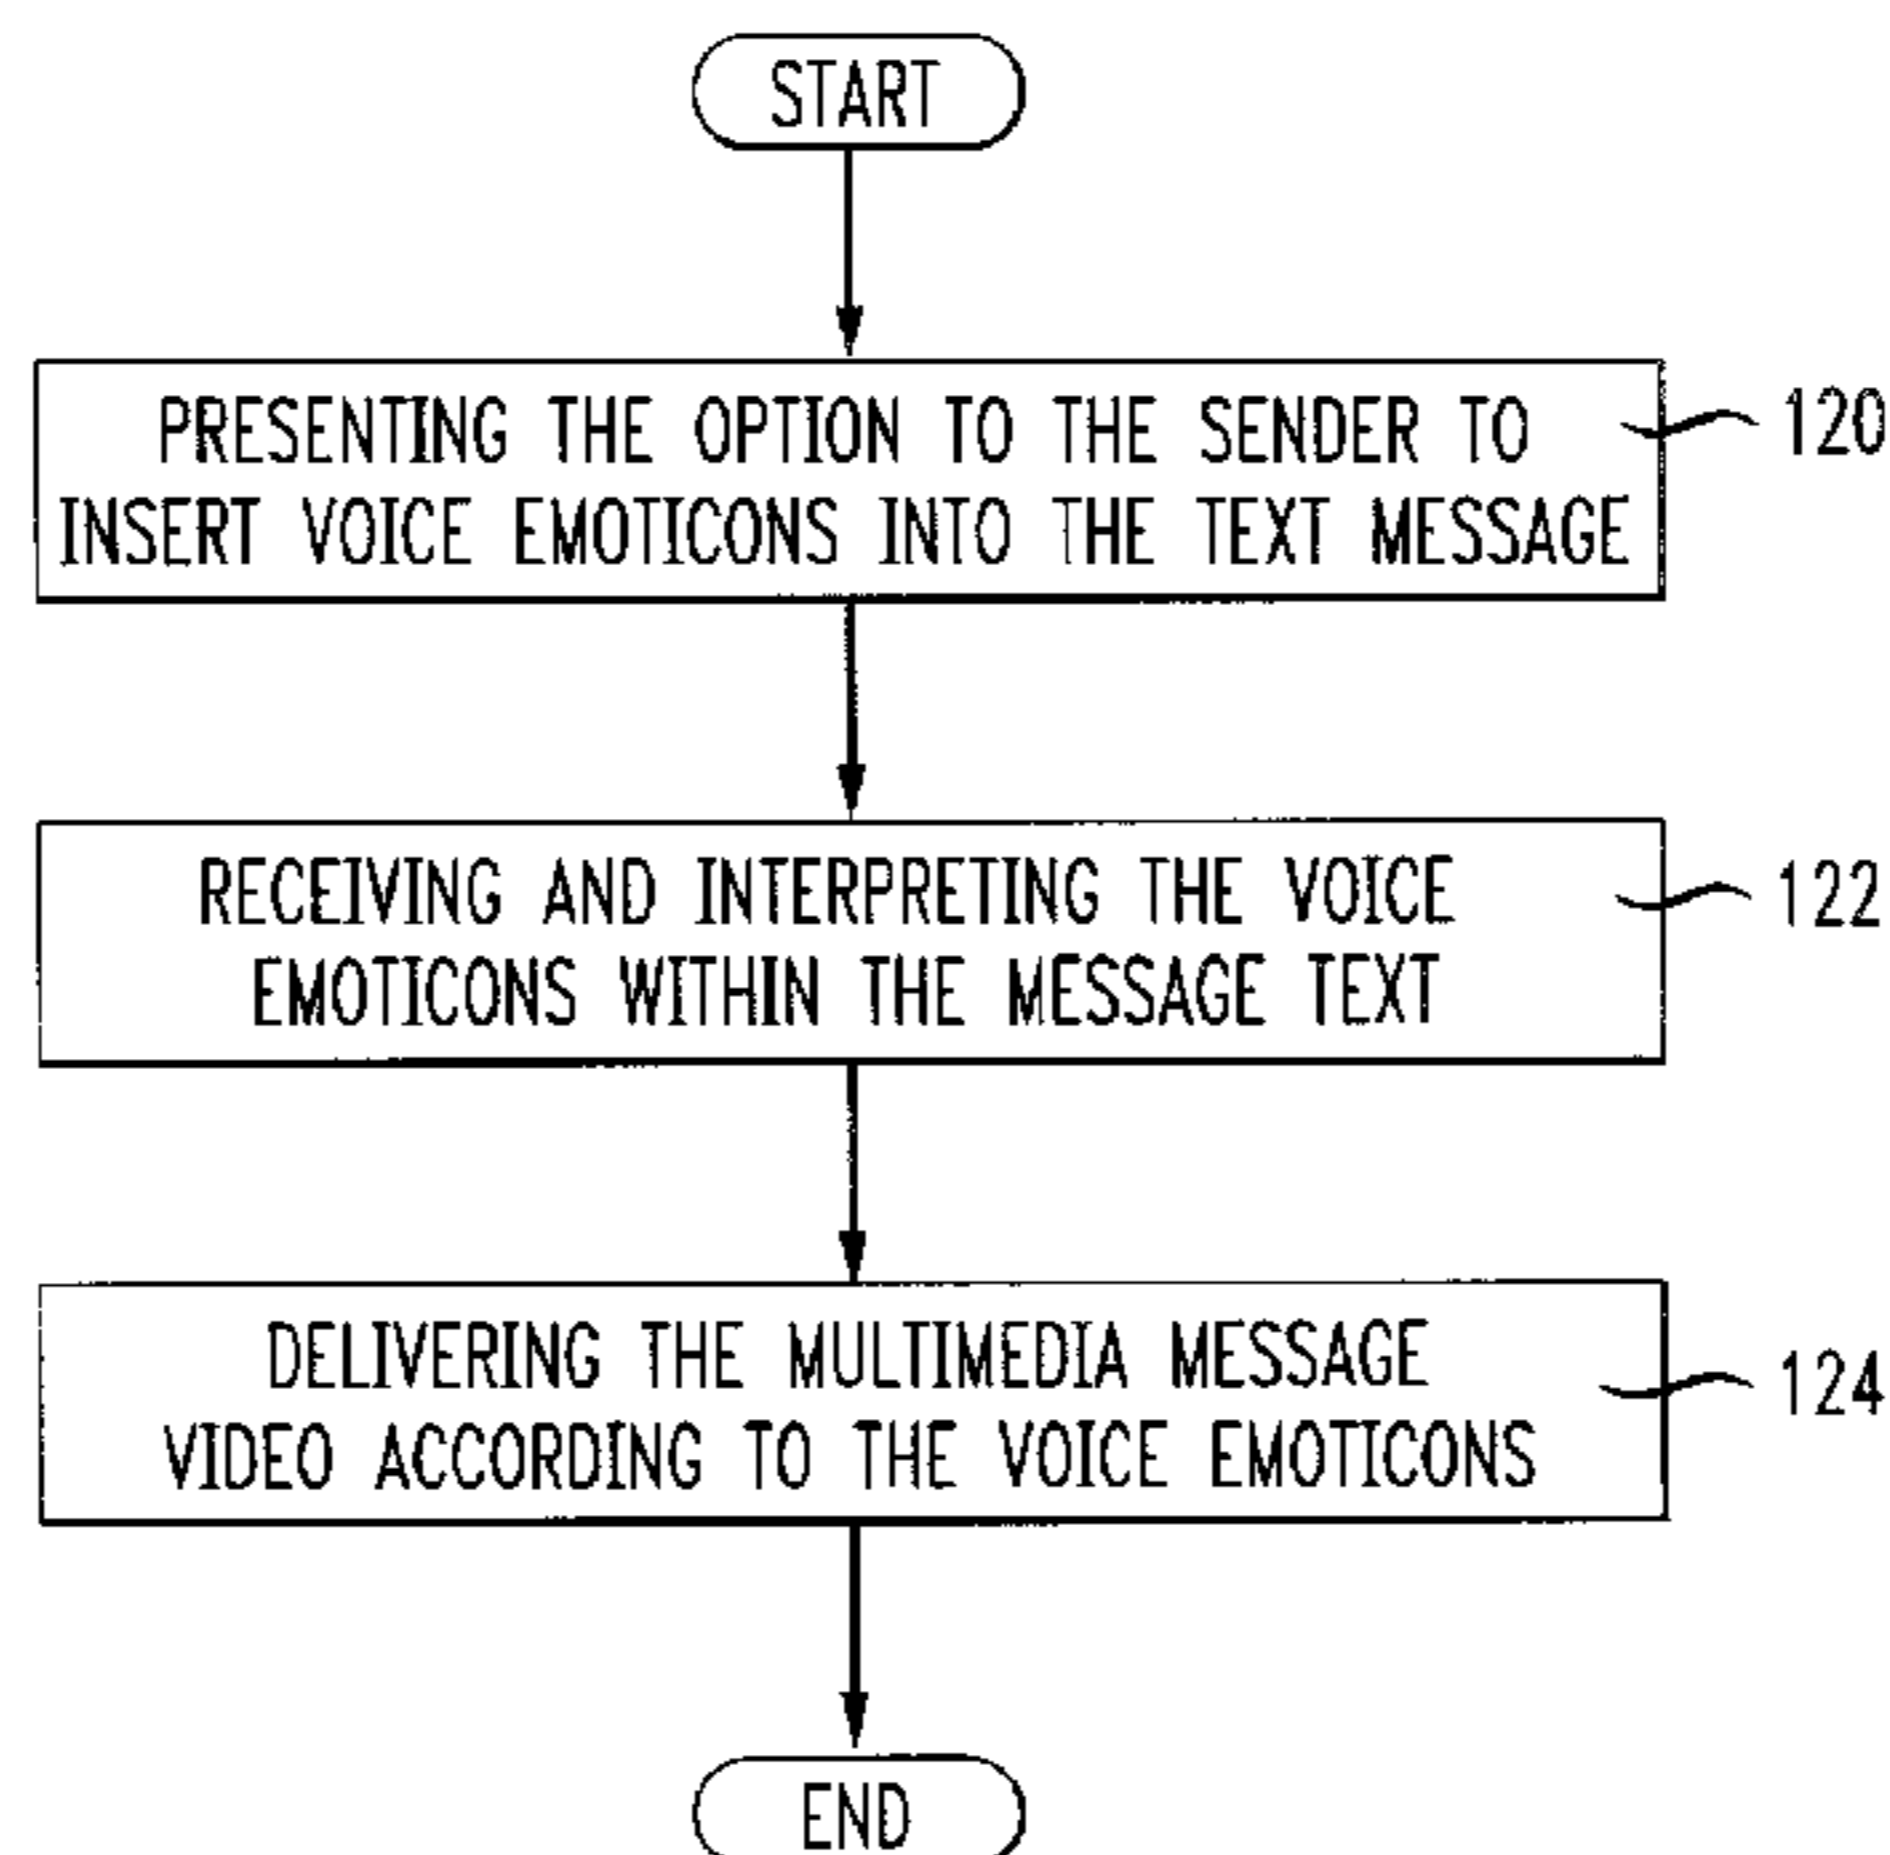 START
PRESENTING THE OPTION TO THE SENDER TO
INSERT VOICE EMOTICONS INTO THE TEXT MESSAGE
120
RECEIVING AND INTERPRETING THE VOICE
EMOTICONS WITHIN THE MESSAGE TEXT
122
DELIVERING THE MULTIMEDIA MESSAGE
VIDEO ACCORDING TO THE VOICE EMOTICONS
124
END